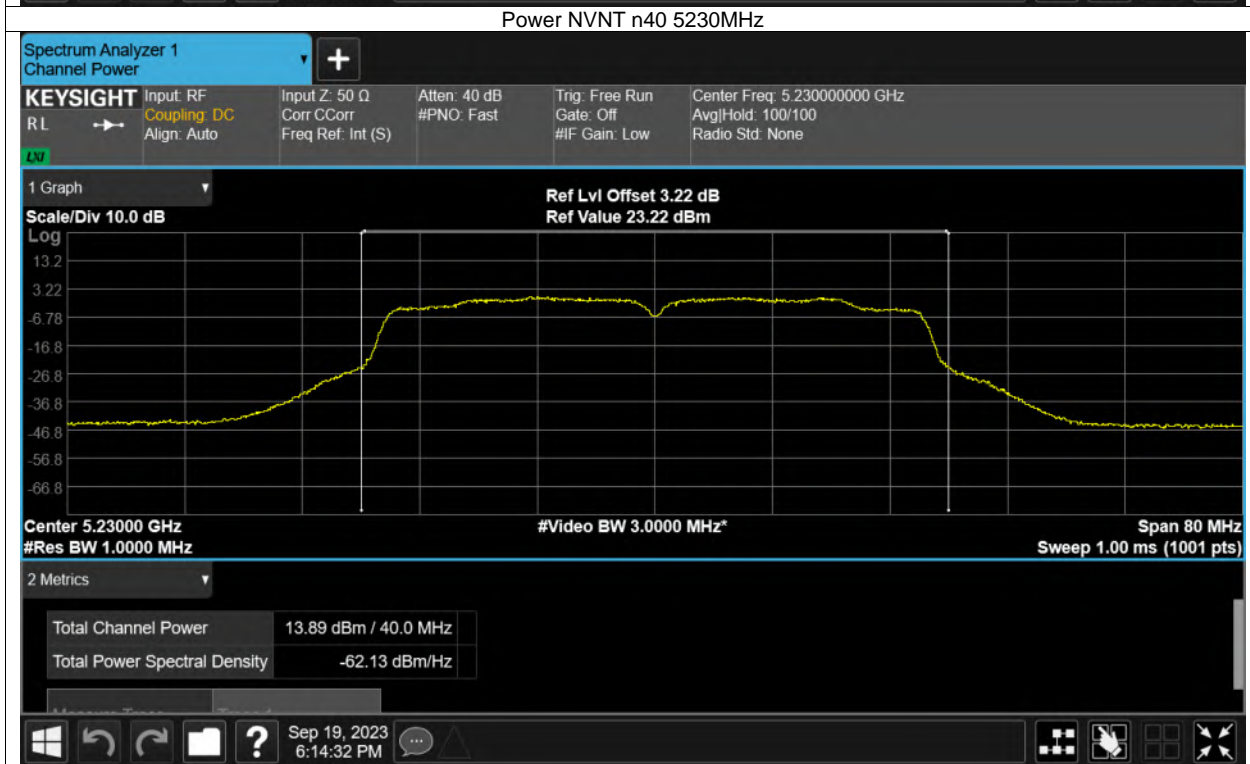 Power NVNT n40 5230MHz
Spectrum Analyzer 1
Channel Power
KEYSIGHT
RL
LXI
Input: RF
Coupling: DC
Align: Auto
Input Z: 50 Ω
Corr CCorr
Freq Ref: Int (S)
Atten: 40 dB
#PNO: Fast
Trig: Free Run
Gate: Off
#IF Gain: Low
Center Freq: 5.230000000 GHz
Avg|Hold: 100/100
Radio Std: None
1 Graph
Scale/Div 10.0 dB
Ref Lvl Offset 3.22 dB
Ref Value 23.22 dBm
Log
13.2
3.22
-6.78
-16.8
-26.8
-36.8
-46.8
-56.8
-66.8
Center 5.23000 GHz
#Res BW 1.0000 MHz
#Video BW 3.0000 MHz*
Span 80 MHz
Sweep 1.00 ms (1001 pts)
2 Metrics
Total Channel Power 13.89 dBm / 40.0 MHz
Total Power Spectral Density -62.13 dBm/Hz
Sep 19, 2023
6:14:32 PM